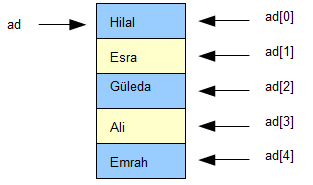 ad Hilal ad[0]
Esra ad[1]
Güleda ad[2]
Ali ad[3]
Emrah ad[4]